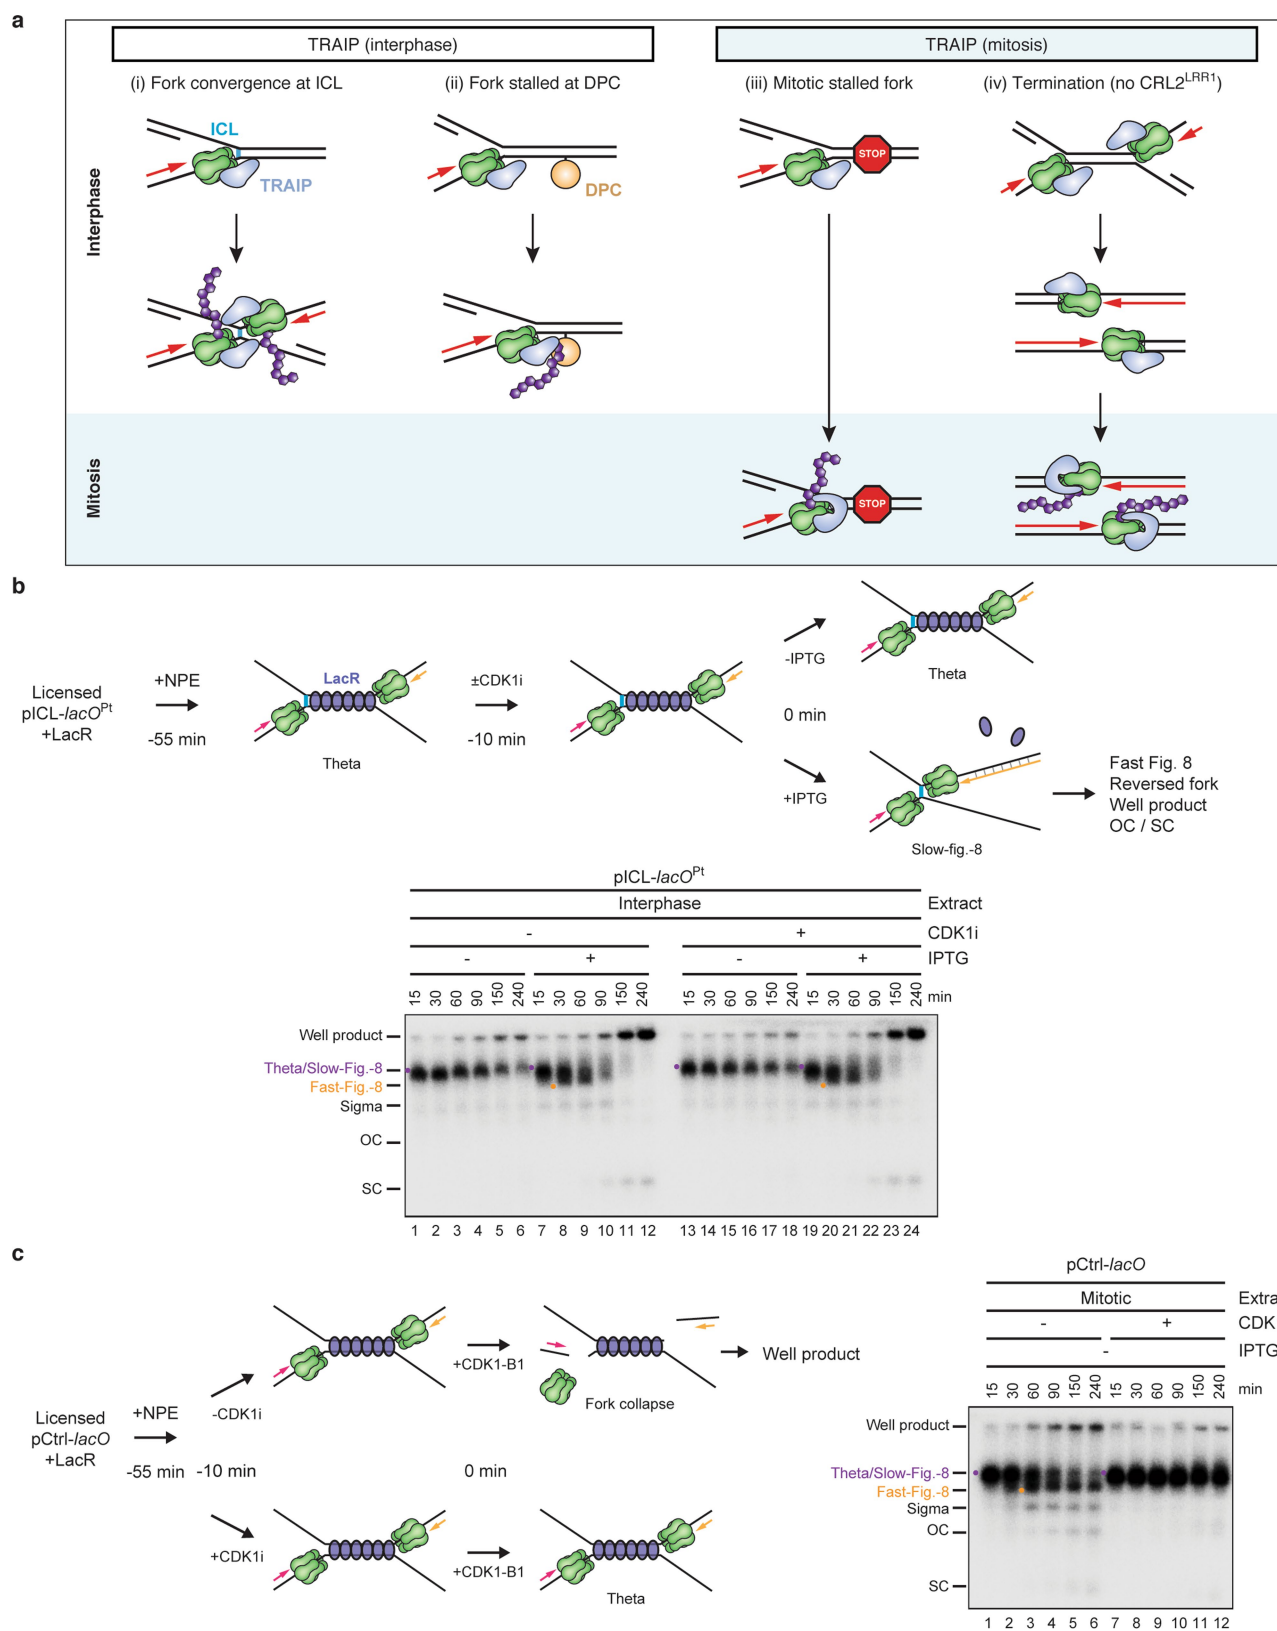 a
TRAIP (interphase)
TRAIP (mitosis)
(i) Fork convergence at ICL
(ii) Fork stalled at DPC
(iii) Mitotic stalled fork
(iv) Termination (no CRL2LRR1)
Interphase
ICL
TRAIP
DPC
STOP
Mitosis
STOP
b
Licensed
pICL-lacOPt
+LacR
+NPE
-55 min
LacR
Theta
±CDK1i
-10 min
-IPTG
0 min
+IPTG
Theta
Slow-fig.-8
Fast Fig. 8
Reversed fork
Well product
OC / SC
pICL-lacOPt
Interphase Extract
- + CDK1i
- + - + IPTG
15 30 60 90 150 240 15 30 60 90 150 240 15 30 60 90 150 240 15 30 60 90 150 240 min
Well product
Theta/Slow-Fig.-8
Fast-Fig.-8
Sigma
OC
SC
1 2 3 4 5 6 7 8 9 10 11 12 13 14 15 16 17 18 19 20 21 22 23 24
c
Licensed
pCtrl-lacO
+LacR
+NPE
-55 min
-10 min
-CDK1i
+CDK1i
+CDK1-B1
0 min
+CDK1-B1
Fork collapse
Well product
Theta
pCtrl-lacO
Mitotic Extra
- + CDK
- IPTG
15 30 60 90 150 240 15 30 60 90 150 240 min
Well product
Theta/Slow-Fig.-8
Fast-Fig.-8
Sigma
OC
SC
1 2 3 4 5 6 7 8 9 10 11 12